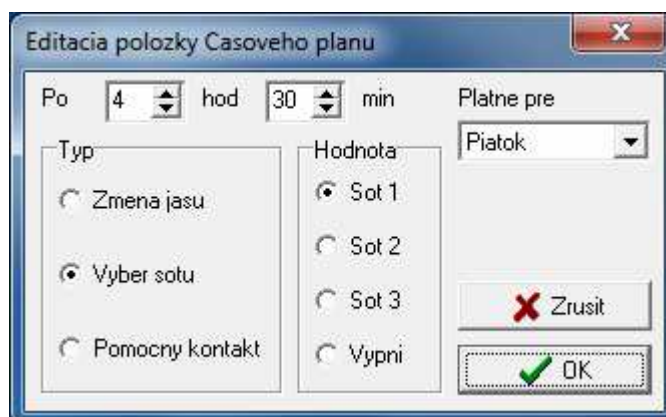 Editacia polozky Casoveho planu
Po 4 hod 30 min Platne pre
Typ Hodnota Piatok
Zmena jasu Sot 1
Vyber sotu Sot 2
Sot 3 Zrusit
Pomocny kontakt Vypni OK